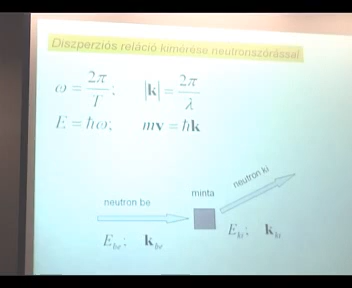 Diszperziós reláció kimérése neutronszórással
ω = 2π/T; |k| = 2π/λ
E = ħω; mv = ħk
neutron be
minta
neutron ki
E_be; k_be
E_ki; k_ki